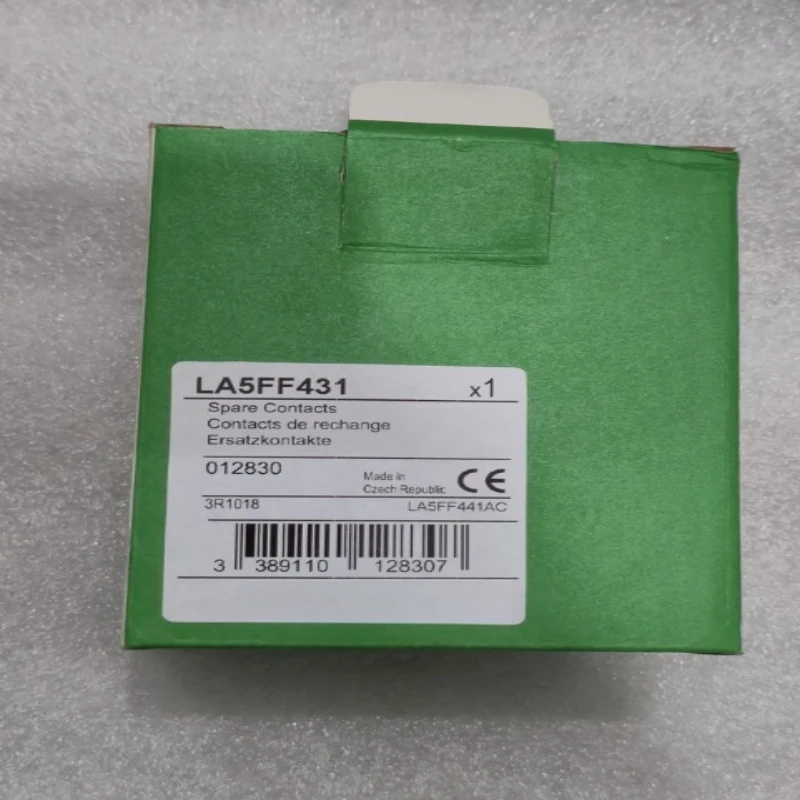 LA5FF431 x1
Spare Contacts
Contacts de rechange
Ersatzkontakte
012830
Made in
Czech Republic
CE
3R1018 LA5FF441AC
3 389110 128307